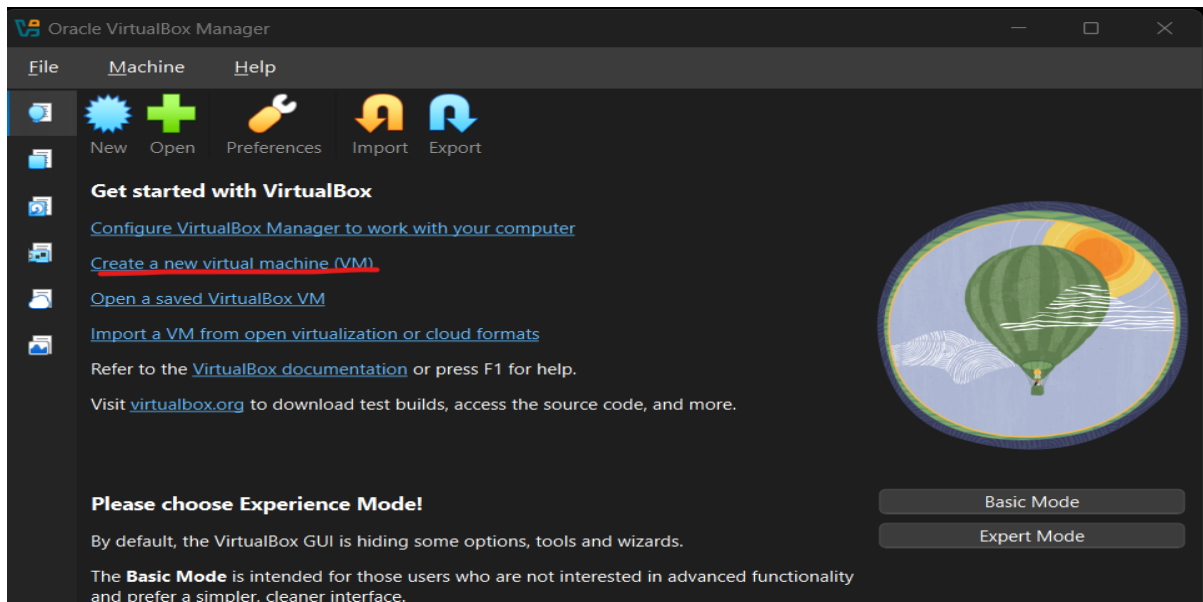 Oracle VirtualBox Manager
File Machine Help
New Open Preferences Import Export
Get started with VirtualBox
Configure VirtualBox Manager to work with your computer
Create a new virtual machine (VM)
Open a saved VirtualBox VM
Import a VM from open virtualization or cloud formats
Refer to the VirtualBox documentation or press F1 for help.
Visit virtualbox.org to download test builds, access the source code, and more.
Please choose Experience Mode!
Basic Mode
By default, the VirtualBox GUI is hiding some options, tools and wizards.
Expert Mode
The Basic Mode is intended for those users who are not interested in advanced functionality
and prefer a simpler, cleaner interface.